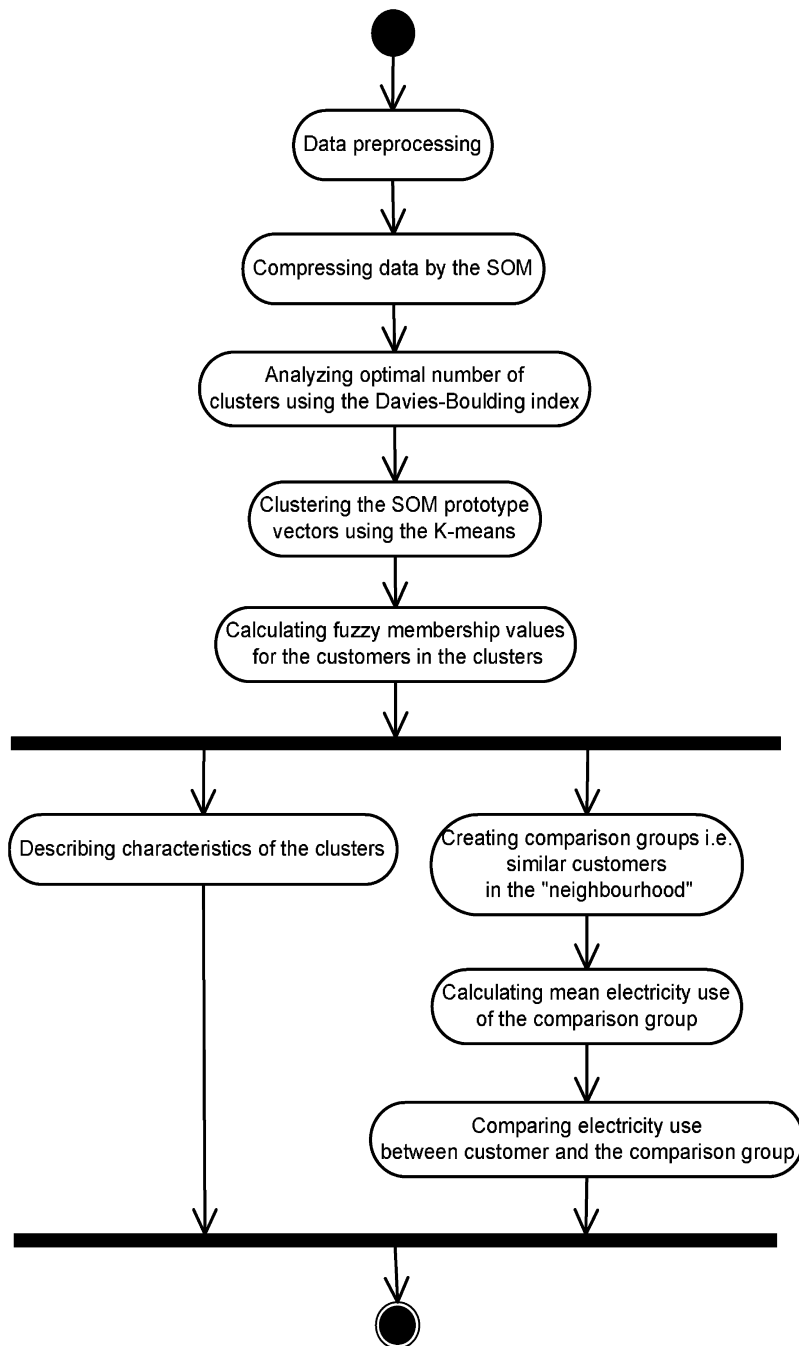 Data preprocessing
Compressing data by the SOM
Analyzing optimal number of
clusters using the Davies-Boulding index
Clustering the SOM prototype
vectors using the K-means
Calculating fuzzy membership values
for the customers in the clusters
Describing characteristics of the clusters
Creating comparison groups i.e.
similar customers
in the "neighbourhood"
Calculating mean electricity use
of the comparison group
Comparing electricity use
between customer and the comparison group